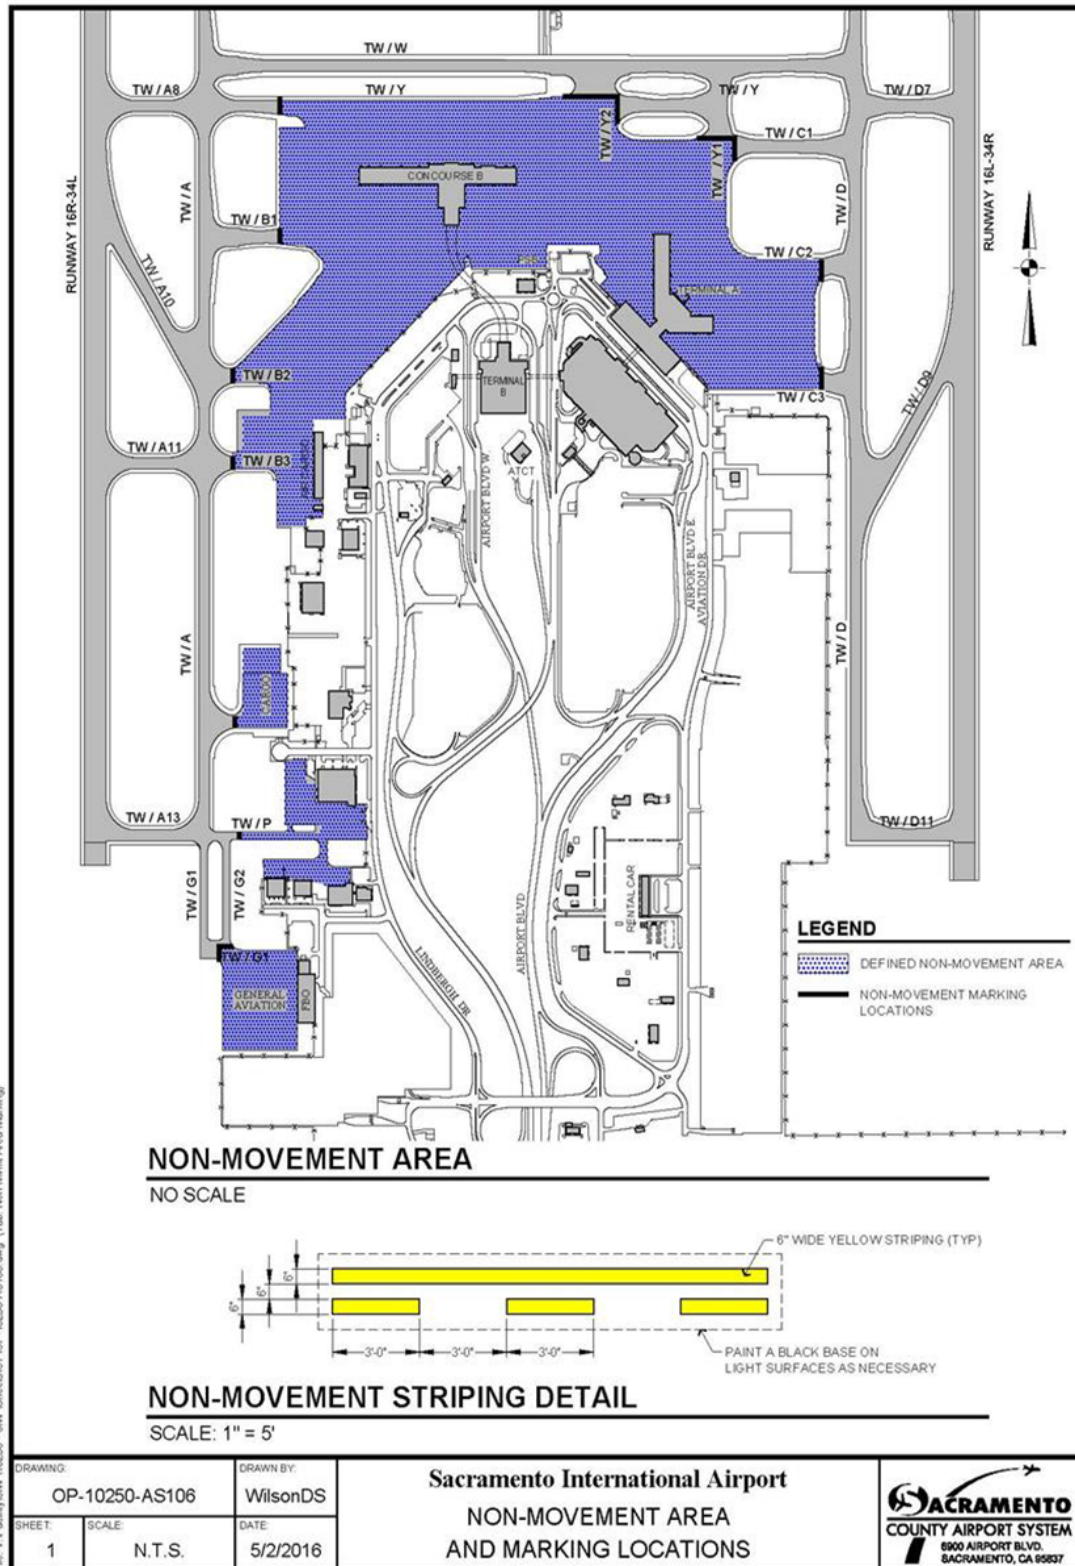 TW / W
TW / A8
TW / Y
TW / Y
TW / D7
TW / Y2
TW / C1
TW / Y1
RUNWAY 16R-34L
RUNWAY 16L-34R
CONCOURSE B
TW / A
TW / B1
TW / D
TW / C2
TW / A10
TERMINAL A
TW / B2
TERMINAL
B
TW / C3
TW / D9
TW / A11
TW / B3
ATCT
AIRPORT BLVD W.
AIRPORT BLVD E.
AVIATION DR.
TW / A
TW / D
CARGO
TW / A13
TW / P
TW / D11
TW / G1
TW / G2
RENTAL CAR
AIRPORT BLVD
LINDBERGH DR
TW / G1
GENERAL
AVIATION
FBO
LEGEND
DEFINED NON-MOVEMENT AREA
NON-MOVEMENT MARKING
LOCATIONS
NON-MOVEMENT AREA
NO SCALE
6" WIDE YELLOW STRIPING (TYP)
6"
6"
6"
3'-0"
3'-0"
3'-0"
PAINT A BLACK BASE ON
LIGHT SURFACES AS NECESSARY
NON-MOVEMENT STRIPING DETAIL
SCALE: 1" = 5'
DRAWING:
OP-10250-AS106
DRAWN BY:
WilsonDS
SHEET:
1
SCALE:
N.T.S.
DATE:
5/2/2016
Sacramento International Airport
NON-MOVEMENT AREA
AND MARKING LOCATIONS
SACRAMENTO
COUNTY AIRPORT SYSTEM
6900 AIRPORT BLVD.
SACRAMENTO, CA 95837